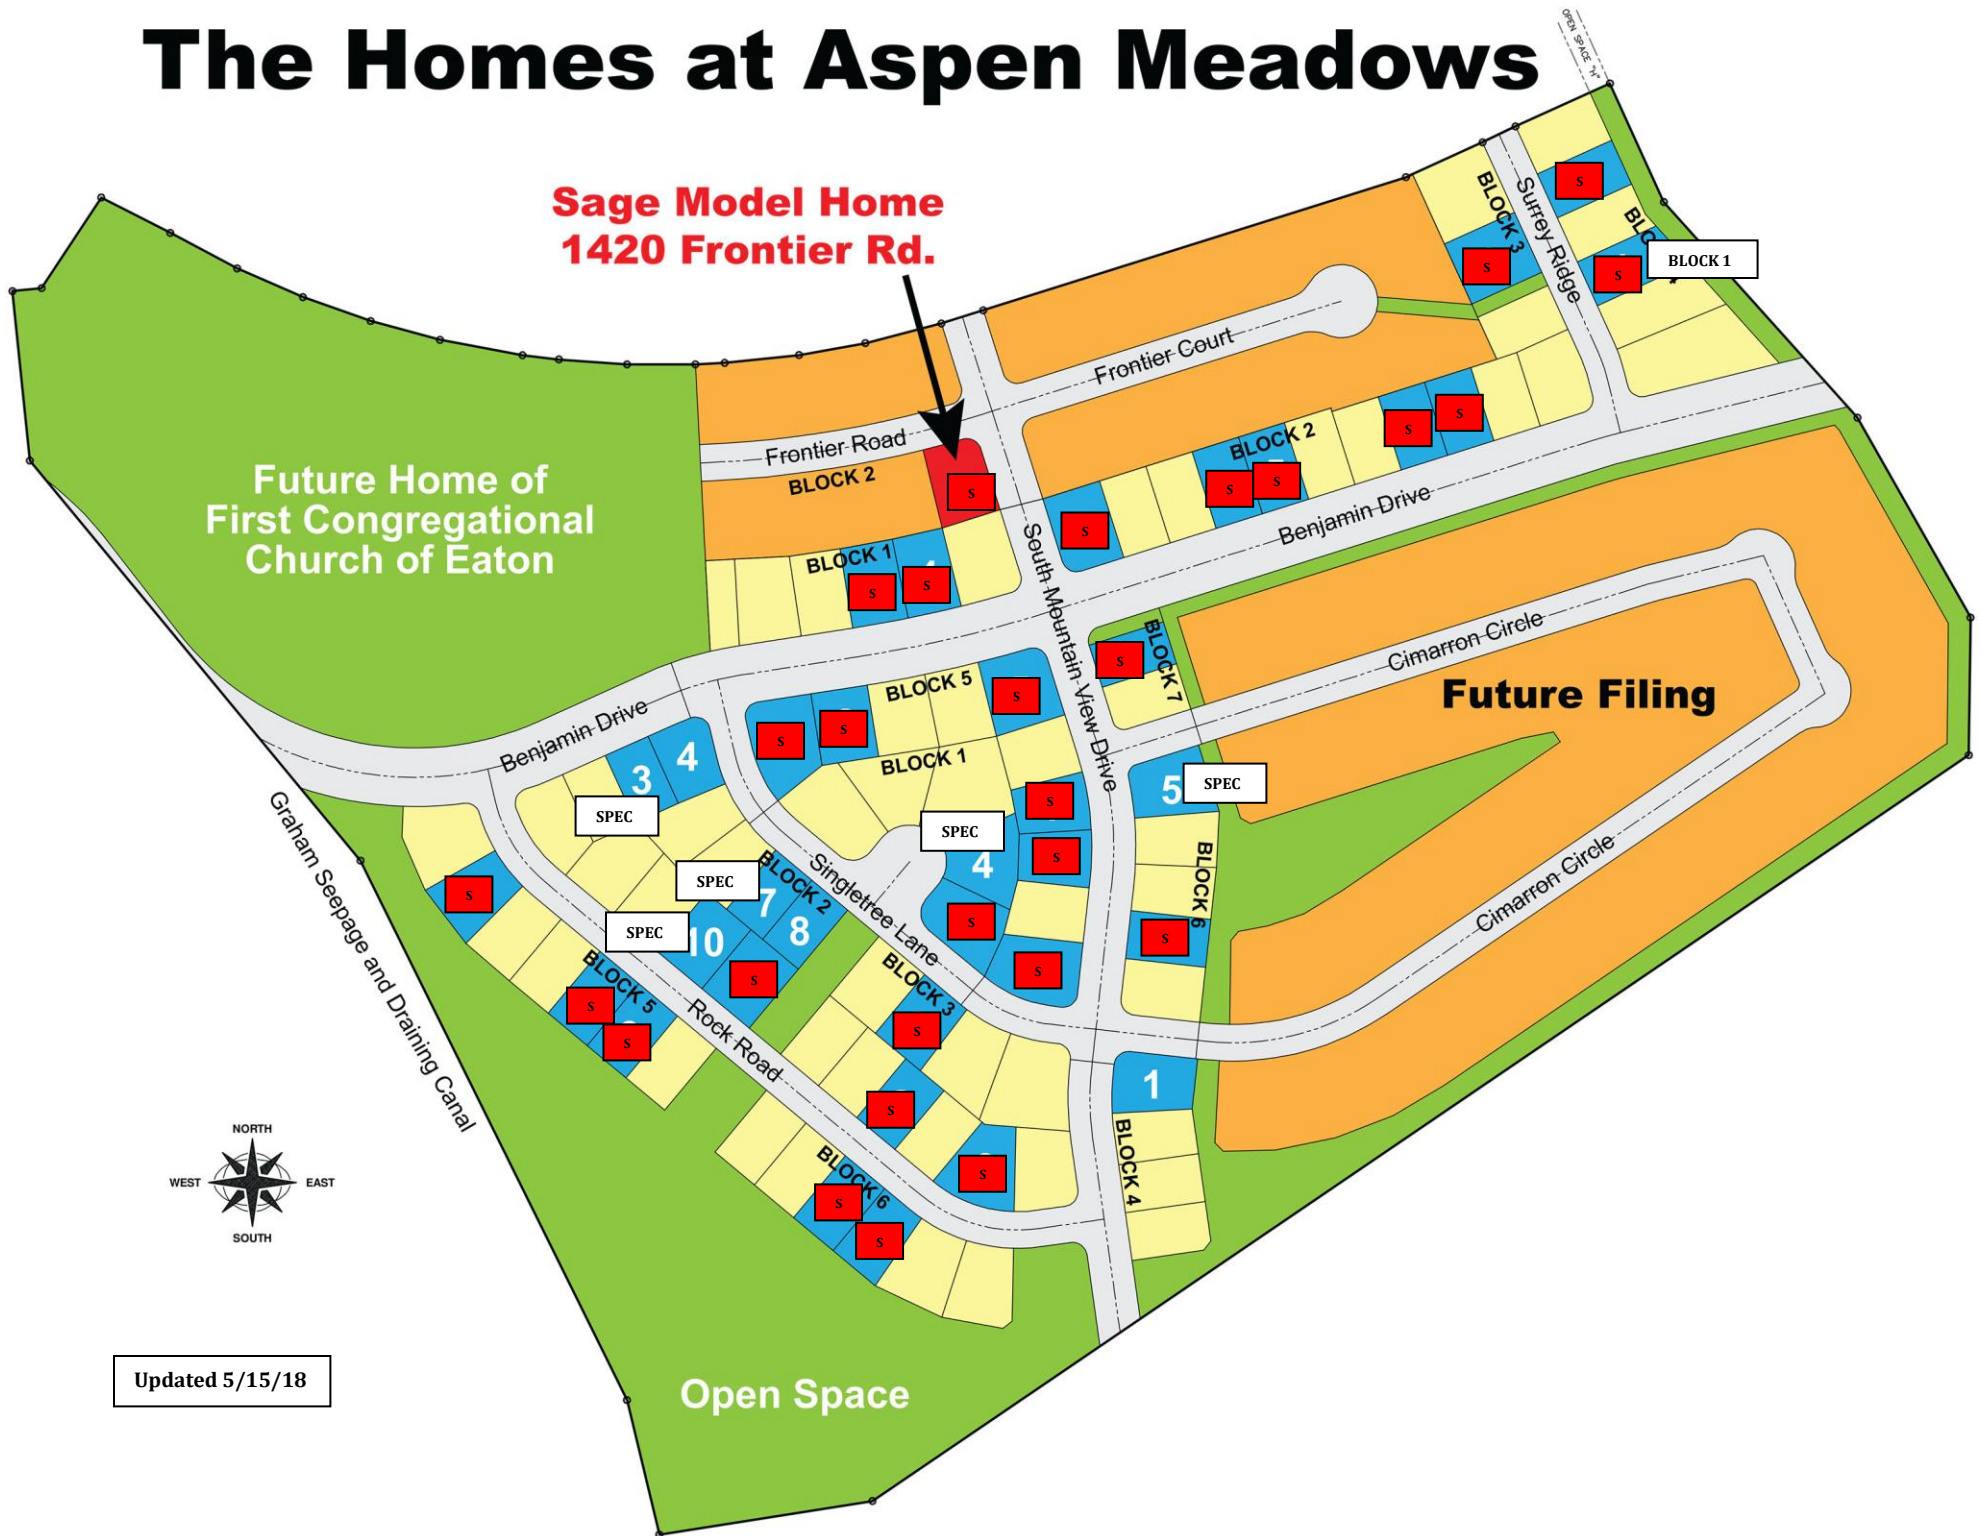 The Homes at Aspen Meadows
OPEN SPACE "H"
Sage Model Home
1420 Frontier Rd.
S
BLOCK 3
Surrey Ridge
S
S
BLOCK 1
Frontier Court
Frontier Road
BLOCK 2
S
S
S
BLOCK 2
S
S
S
Benjamin Drive
Future Home of
First Congregational
Church of Eaton
BLOCK 1
S
S
South Mountain View Drive
S
BLOCK 7
Cimarron Circle
Future Filing
BLOCK 5
S
S
S
Benjamin Drive
3
4
SPEC
BLOCK 1
S
5
SPEC
SPEC
4
S
BLOCK 6
S
Graham Seepage and Draining Canal
S
SPEC
7
BLOCK 2
8
Singletree Lane
S
S
SPEC
10
S
Cimarron Circle
BLOCK 5
S
S
Rock Road
BLOCK 3
S
S
S
1
BLOCK 4
BLOCK 6
S
S
NORTH
WEST
EAST
SOUTH
Updated 5/15/18
Open Space